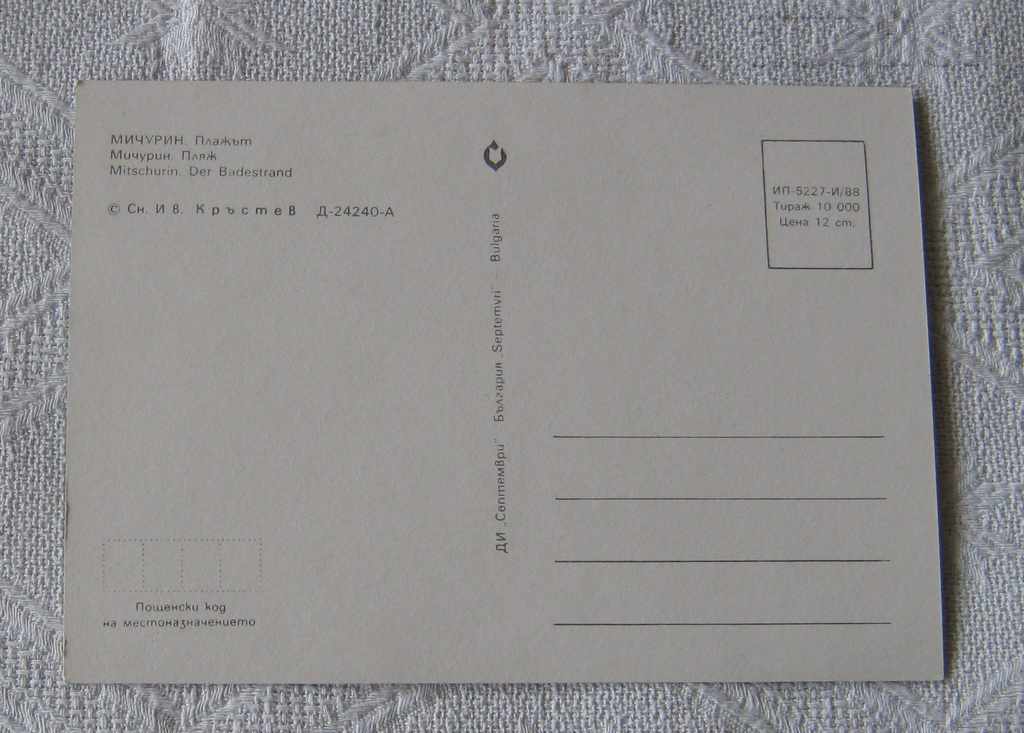 МИЧУРИН. Плажът
Мичурин. Пляж
Mitschurin. Der Badestrand
© Сн. Ив. Кръстев Д-24240-А
ДИ „Септември" България „Septemvri" – Bulgaria
ИП-5227-И/88
Тираж 10 000
Цена 12 ст.
Пощенски код
на местоназначението